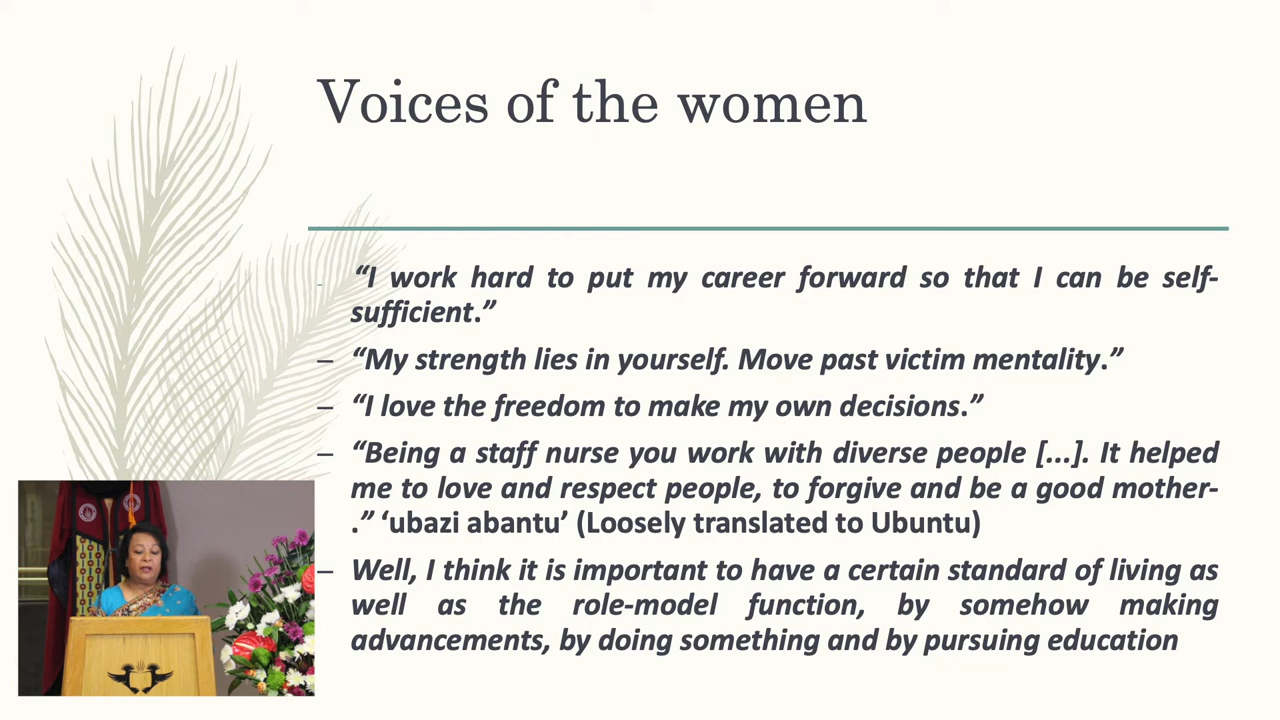 Voices of the women
- “I work hard to put my career forward so that I can be self-
sufficient.”
– “My strength lies in yourself. Move past victim mentality.”
– “I love the freedom to make my own decisions.”
– “Being a staff nurse you work with diverse people [...]. It helped
me to love and respect people, to forgive and be a good mother-
.” ‘ubazi abantu’ (Loosely translated to Ubuntu)
– Well, I think it is important to have a certain standard of living as
well as the role-model function, by somehow making
advancements, by doing something and by pursuing education